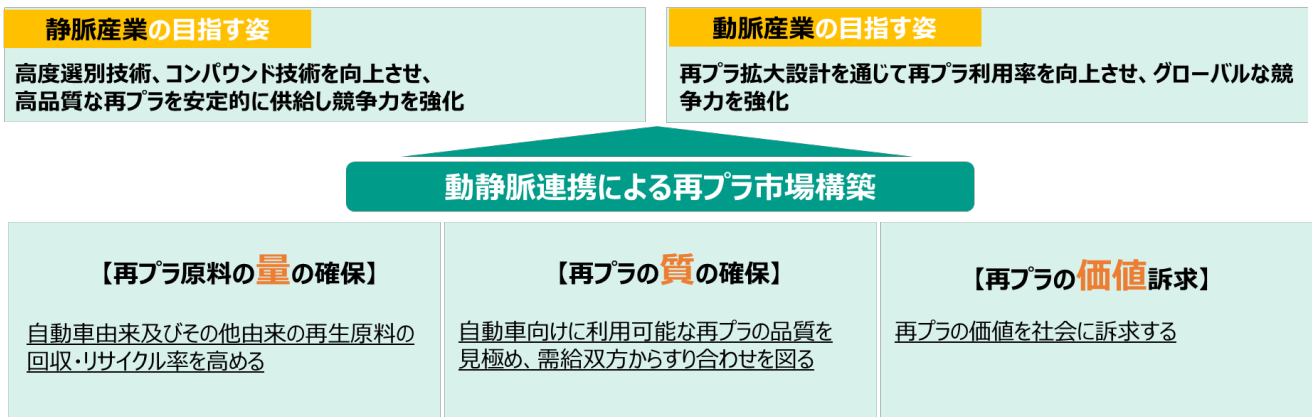 静脈産業の目指す姿
高度選別技術、コンパウンド技術を向上させ、
高品質な再プラを安定的に供給し競争力を強化
動脈産業の目指す姿
再プラ拡大設計を通じて再プラ利用率を向上させ、グローバルな競
争力を強化
動静脈連携による再プラ市場構築
【再プラ原料の量の確保】
自動車由来及びその他由来の再生原料の
回収・リサイクル率を高める
【再プラの質の確保】
自動車向けに利用可能な再プラの品質を
見極め、需給双方からすり合わせを図る
【再プラの価値訴求】
再プラの価値を社会に訴求する